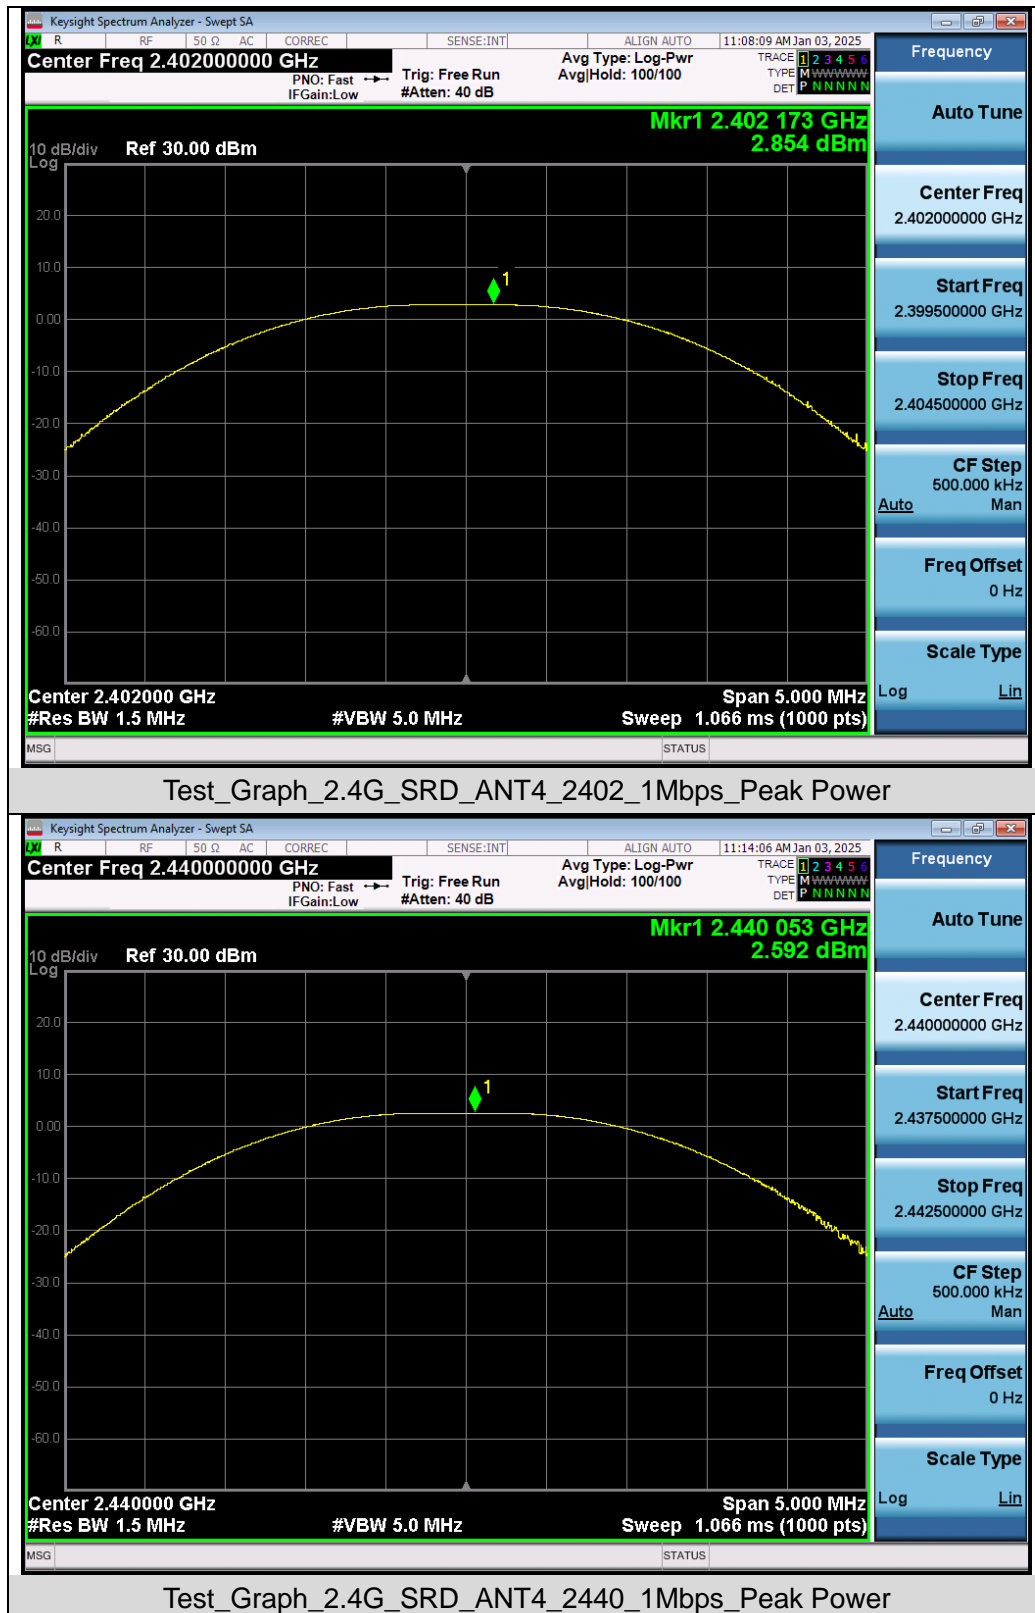 Keysight Spectrum Analyzer - Swept SA
LXI R RF 50 Ω AC CORREC SENSE:INT ALIGN AUTO 11:08:09 AM Jan 03, 2025
Center Freq 2.402000000 GHz
PNO: Fast Trig: Free Run Avg Type: Log-Pwr TRACE 1 2 3 4 5 6
IFGain:Low #Atten: 40 dB Avg|Hold: 100/100 TYPE M WWWWW
DET P N N N N N
Mkr1 2.402 173 GHz
2.854 dBm
10 dB/div Ref 30.00 dBm
Log
20.0
10.0
1
0.00
-10.0
-20.0
-30.0
-40.0
-50.0
-60.0
Center 2.402000 GHz Span 5.000 MHz
#Res BW 1.5 MHz #VBW 5.0 MHz Sweep 1.066 ms (1000 pts)
MSG STATUS
Frequency
Auto Tune
Center Freq
2.402000000 GHz
Start Freq
2.399500000 GHz
Stop Freq
2.404500000 GHz
CF Step
500.000 kHz
Auto Man
Freq Offset
0 Hz
Scale Type
Log Lin
Test_Graph_2.4G_SRD_ANT4_2402_1Mbps_Peak Power
Keysight Spectrum Analyzer - Swept SA
LXI R RF 50 Ω AC CORREC SENSE:INT ALIGN AUTO 11:14:06 AM Jan 03, 2025
Center Freq 2.440000000 GHz
PNO: Fast Trig: Free Run Avg Type: Log-Pwr TRACE 1 2 3 4 5 6
IFGain:Low #Atten: 40 dB Avg|Hold: 100/100 TYPE M WWWWW
DET P N N N N N
Mkr1 2.440 053 GHz
2.592 dBm
10 dB/div Ref 30.00 dBm
Log
20.0
10.0
1
0.00
-10.0
-20.0
-30.0
-40.0
-50.0
-60.0
Center 2.440000 GHz Span 5.000 MHz
#Res BW 1.5 MHz #VBW 5.0 MHz Sweep 1.066 ms (1000 pts)
MSG STATUS
Frequency
Auto Tune
Center Freq
2.440000000 GHz
Start Freq
2.437500000 GHz
Stop Freq
2.442500000 GHz
CF Step
500.000 kHz
Auto Man
Freq Offset
0 Hz
Scale Type
Log Lin
Test_Graph_2.4G_SRD_ANT4_2440_1Mbps_Peak Power